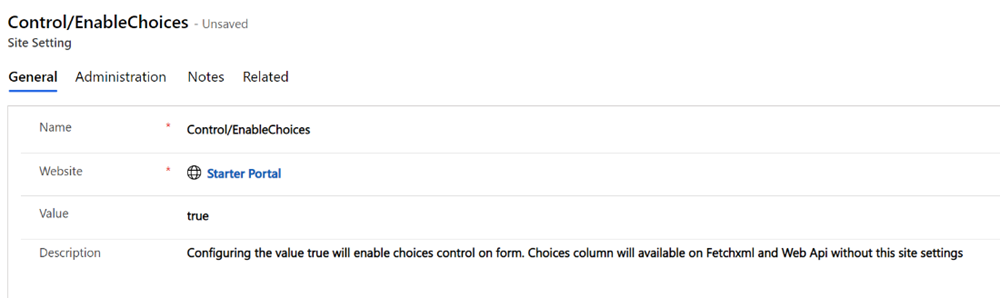 Control/EnableChoices - Unsaved
Site Setting
General Administration Notes Related
Name * Control/EnableChoices
Website * Starter Portal
Value true
Description Configuring the value true will enable choices control on form. Choices column will available on Fetchxml and Web Api without this site settings